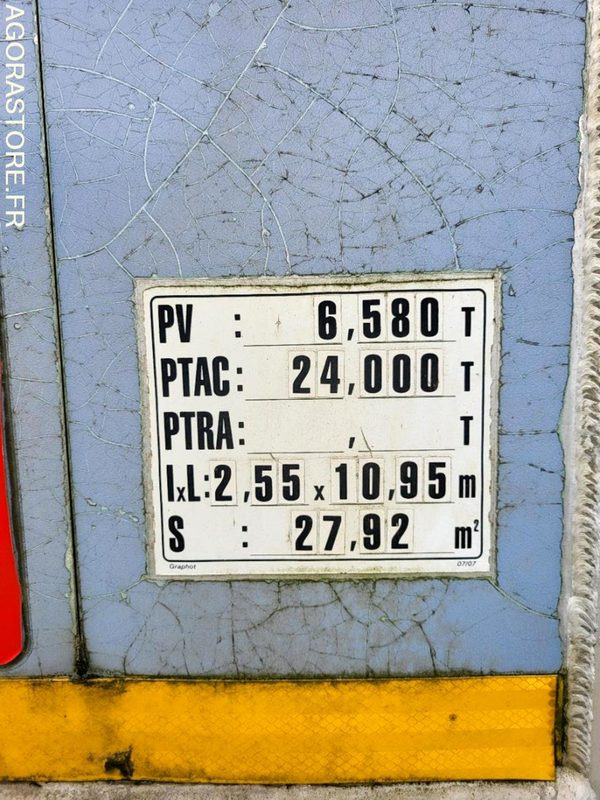 AGORASTORE.FR
PV : 6,580 T
PTAC: 24,000 T
PTRA: , T
lxL:2,55 x 10,95 m
S : 27,92 m²
Graphot 07/07